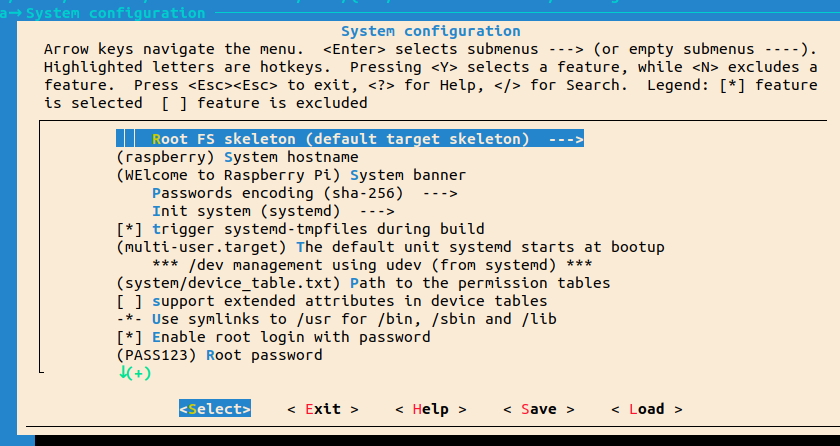 a→ System configuration
System configuration
Arrow keys navigate the menu.  <Enter> selects submenus ---> (or empty submenus ----).
Highlighted letters are hotkeys.  Pressing <Y> selects a feature, while <N> excludes a
feature.  Press <Esc><Esc> to exit, <?> for Help, </> for Search.  Legend: [*] feature
is selected  [ ] feature is excluded
Root FS skeleton (default target skeleton)  --->
(raspberry) System hostname
(WElcome to Raspberry Pi) System banner
Passwords encoding (sha-256)  --->
Init system (systemd)  --->
[*] trigger systemd-tmpfiles during build
(multi-user.target) The default unit systemd starts at bootup
*** /dev management using udev (from systemd) ***
(system/device_table.txt) Path to the permission tables
[ ] support extended attributes in device tables
-*- Use symlinks to /usr for /bin, /sbin and /lib
[*] Enable root login with password
(PASS123) Root password
↓(+)
<Select>    < Exit >    < Help >    < Save >    < Load >